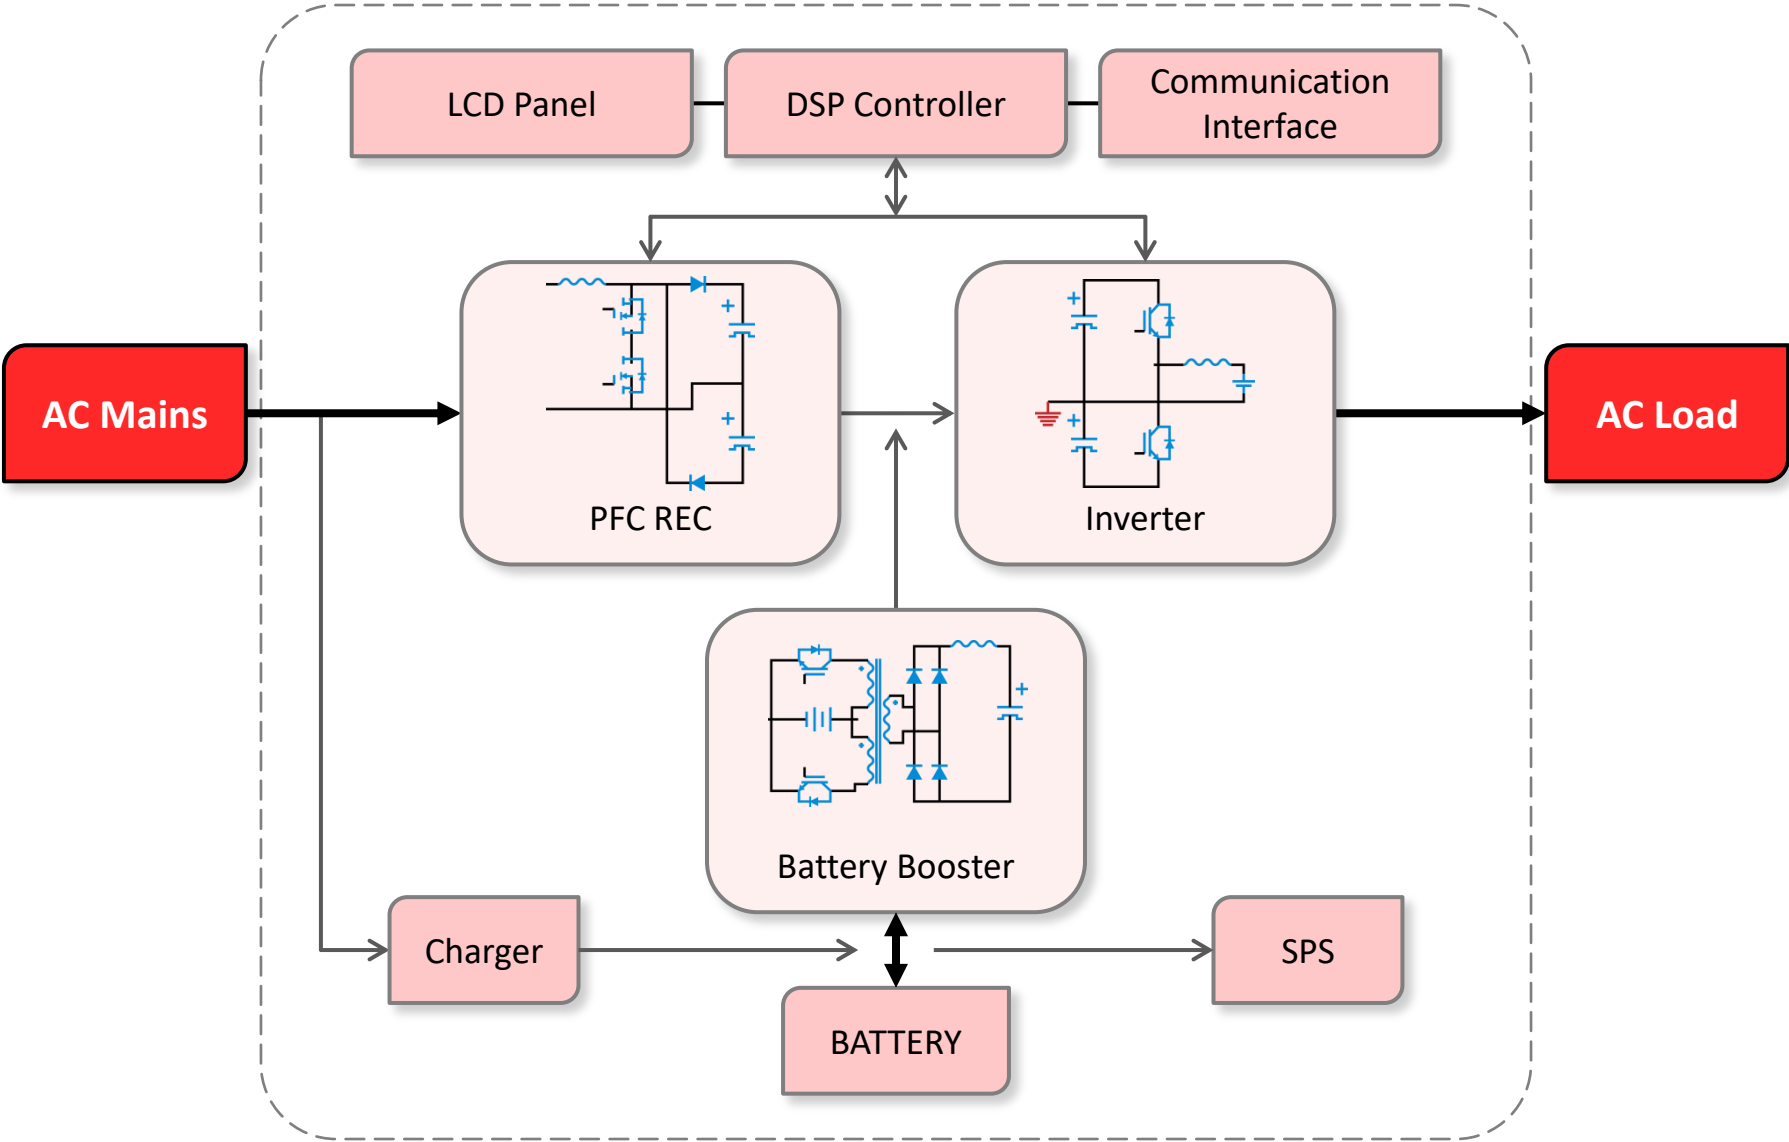 LCD Panel
DSP Controller
Communication
Interface
AC Mains
PFC REC
Inverter
AC Load
Battery Booster
Charger
SPS
BATTERY